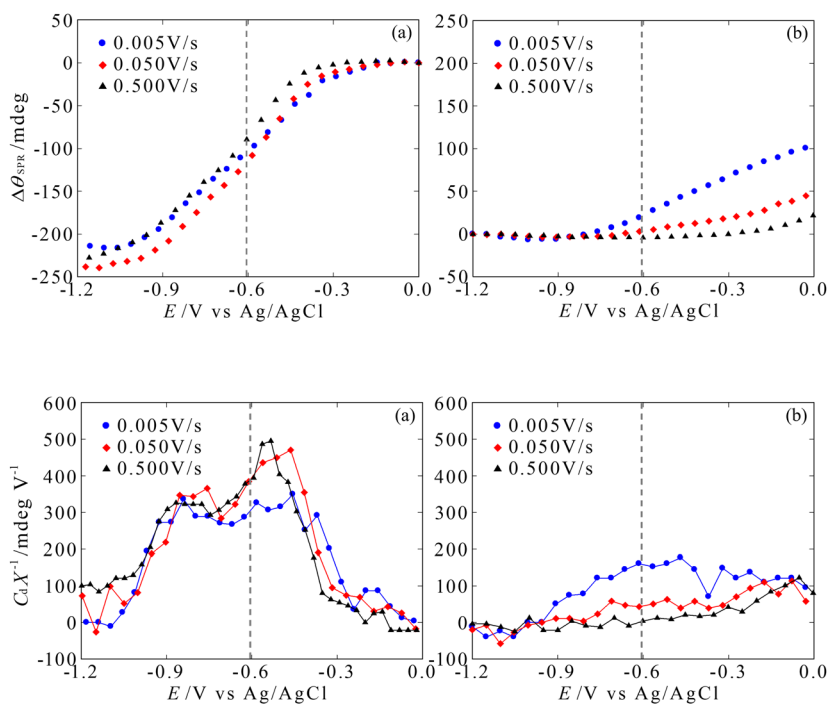 (a)
0.005V/s
0.050V/s
0.500V/s
0
-50
-100
-150
-200
-250
-1.2 -0.9 -0.6 -0.3 0.0
ΔθSPR/mdeg
E /V vs Ag/AgCl
(b)
0.005V/s
0.050V/s
0.500V/s
250
200
150
100
50
0
50
-1.2 -0.9 -0.6 -0.3 0.0
E /V vs Ag/AgCl
(a)
0.005V/s
0.050V/s
0.500V/s
600
500
400
300
200
100
0
-100
-1.2 -0.9 -0.6 -0.3 0.0
CdX⁻¹/mdeg V⁻¹
E /V vs Ag/AgCl
(b)
0.005V/s
0.050V/s
0.500V/s
600
500
400
300
200
100
0
-100
-1.2 -0.9 -0.6 -0.3 0.0
E /V vs Ag/AgCl